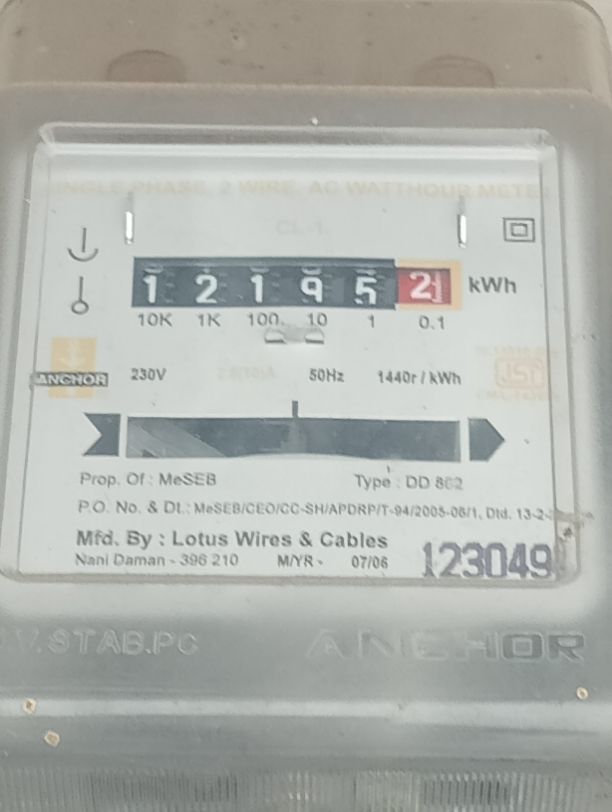 SINGLE PHASE, 2 WIRE, AC WATTHOUR METER
CL-1
1 2 1 9 5 2 kWh
10K 1K 100 10 1 0.1
ANCHOR 230V 50Hz 1440r / kWh
Prop. Of : MeSEB Type : DD 862
P.O. No. & Dt.: MeSEB/CEO/CC-SH/APDRP/T-94/2005-06/1, Dtd. 13-2-
Mfd. By : Lotus Wires & Cables
Nani Daman - 396 210 M/YR - 07/06 123049
.V.STAB.PC ANCHOR